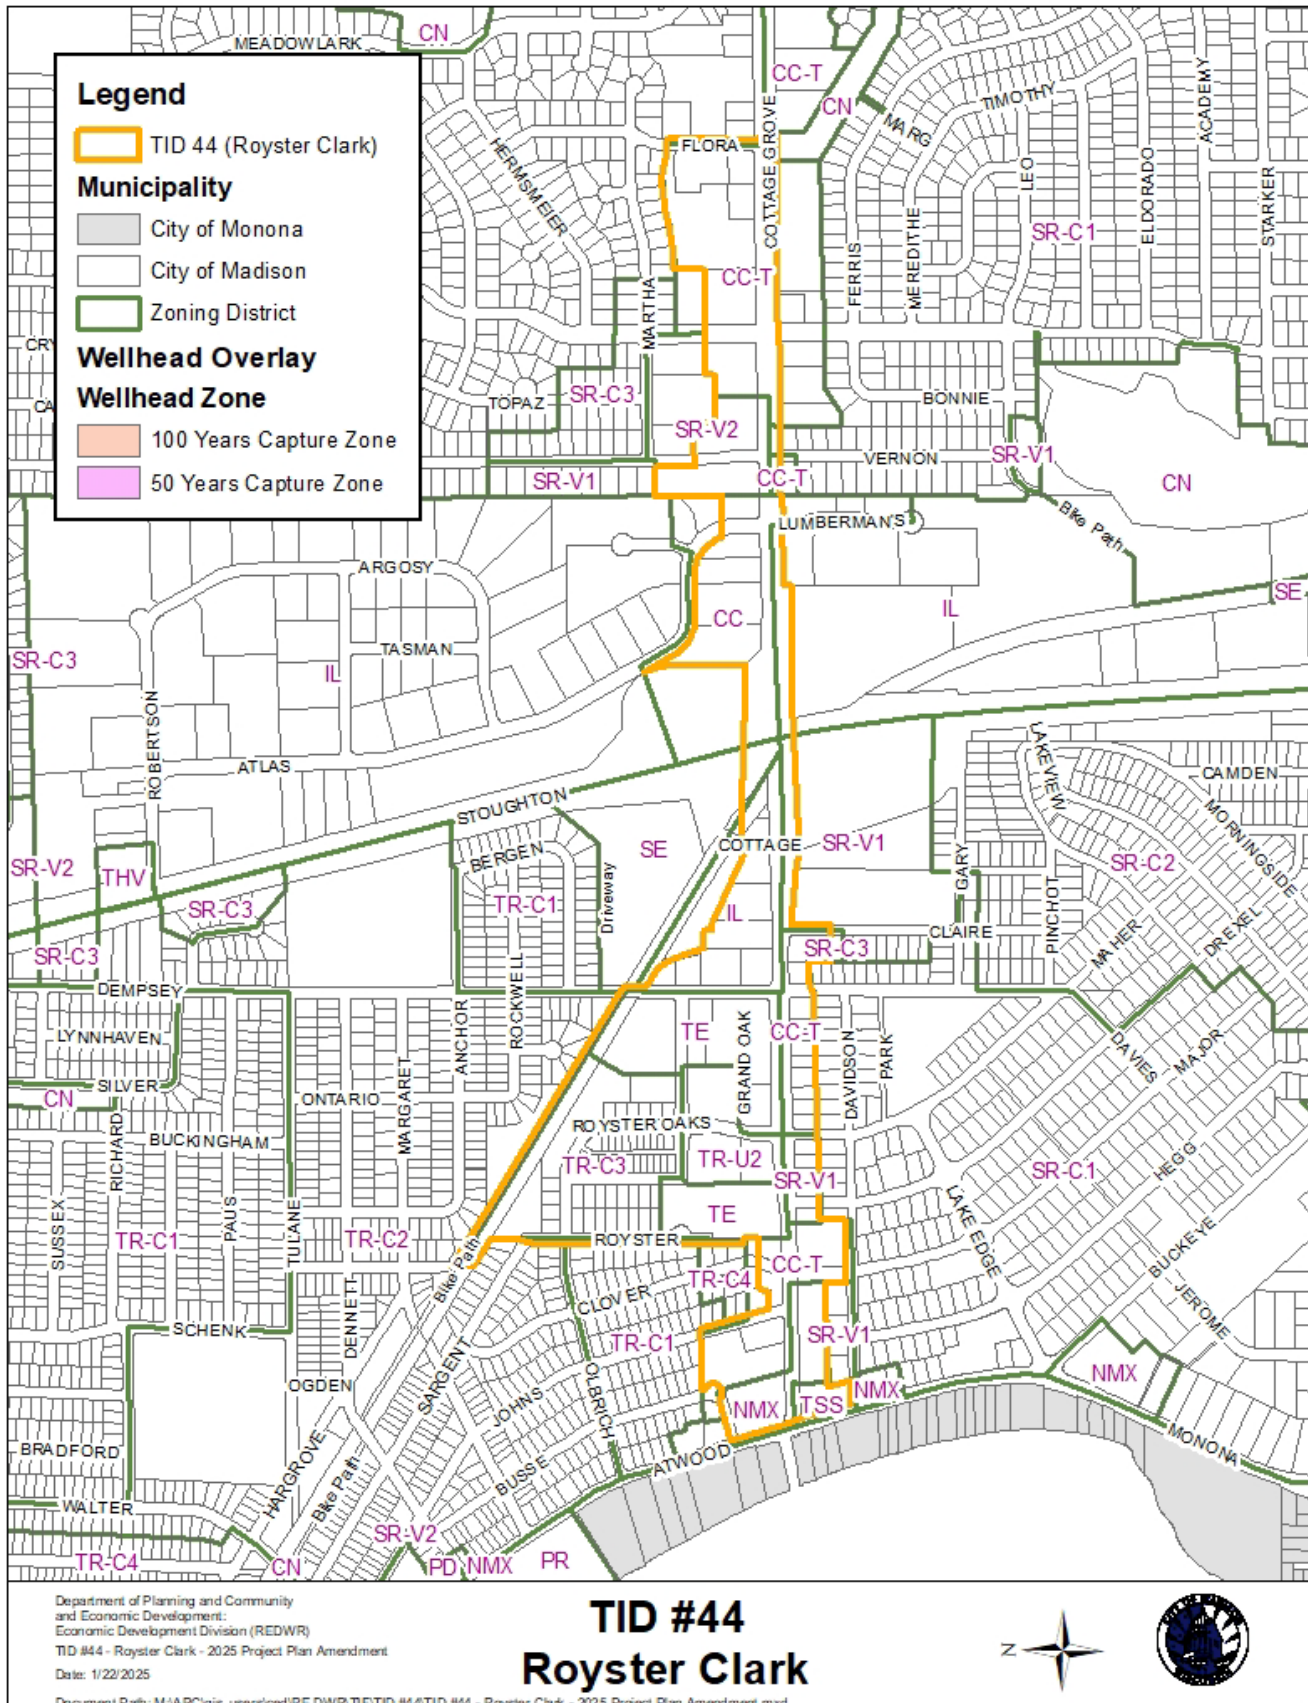 MEADOWLARK
CN
CC-T
CN
TIMOTHY
MARG
ACADEMY
Legend
TID 44 (Royster Clark)
Municipality
City of Monona
City of Madison
Zoning District
Wellhead Overlay
Wellhead Zone
100 Years Capture Zone
50 Years Capture Zone
HERMSMEIER
FLORA
COTTAGE GROVE
LEO
ELDORADO
STARKER
MEREDITHE
FERRIS
SR-C1
CC-T
MARTHA
CRY
CA
TOPAZ
SR-C3
BONNIE
SR-V2
VERNON
SR-V1
SR-V1
CC-T
CN
LUMBERMAN'S
Bike Path
ARGOSY
SE
CC
IL
TASMAN
SR-C3
IL
ROBERTSON
ATLAS
STOUGHTON
LAKEVIEW
CAMDEN
MORNINGSIDE
COTTAGE
SR-V1
BERGEN
SE
SR-V2
THV
SR-C2
GARY
TR-C1
Driveway
SR-C3
IL
PINCHOT
CLAIRE
MAHER
DREXEL
SR-C3
SR-C3
DEMPSEY
ROCKWELL
ANCHOR
LYNNHAVEN
TE
GRAND OAK
CC-T
DAVIDSON
PARK
DAVIES
MAJOR
SILVER
CN
ONTARIO
MARGARET
RICHARD
BUCKINGHAM
ROYSTER OAKS
TR-C3
TR-U2
SR-C1
HEGG
SR-V1
SUSSEX
PAUS
TULANE
TE
LAKE EDGE
TR-C1
TR-C2
ROYSTER
BUCKEYE
Bike Path
CC-T
TR-C4
CLOVER
JEROME
DENNETT
SCHENK
TR-C1
SR-V1
SARGENT
OGDEN
COLBRICH
JOHNS
NMX
NMX
TSS
NMX
BRADFORD
HARGROVE
Bike Path
BUSSE
ATWOOD
MONONA
WALTER
SR-V2
TR-C4
CN
PD
NMX
PR
Department of Planning and Community
and Economic Development:
Economic Development Division (REDWR)
TID #44 - Royster Clark - 2025 Project Plan Amendment
Date: 1/22/2025
TID #44
Royster Clark
N